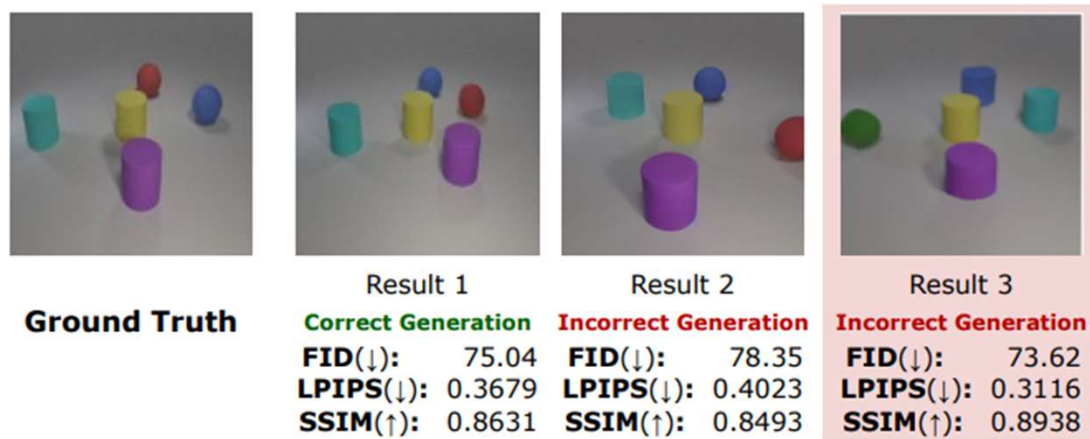 Ground Truth
Result 1
Correct Generation
FID(↓): 75.04
LPIPS(↓): 0.3679
SSIM(↑): 0.8631
Result 2
Incorrect Generation
FID(↓): 78.35
LPIPS(↓): 0.4023
SSIM(↑): 0.8493
Result 3
Incorrect Generation
FID(↓): 73.62
LPIPS(↓): 0.3116
SSIM(↑): 0.8938